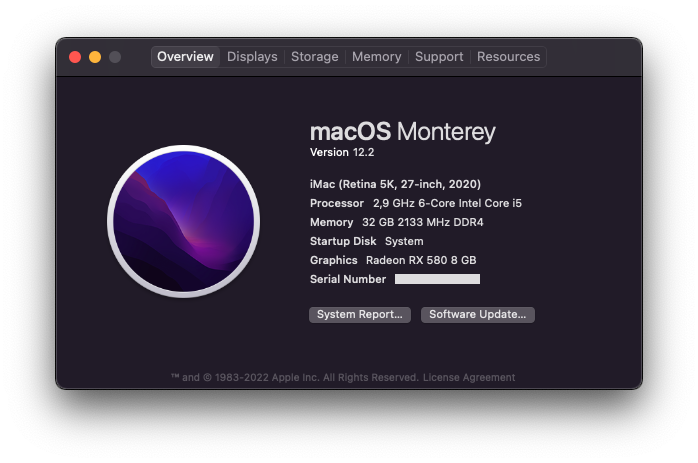 Overview Displays Storage Memory Support Resources
macOS Monterey
Version 12.2
iMac (Retina 5K, 27-inch, 2020)
Processor 2,9 GHz 6-Core Intel Core i5
Memory 32 GB 2133 MHz DDR4
Startup Disk System
Graphics Radeon RX 580 8 GB
Serial Number
System Report... Software Update...
™ and © 1983-2022 Apple Inc. All Rights Reserved. License Agreement